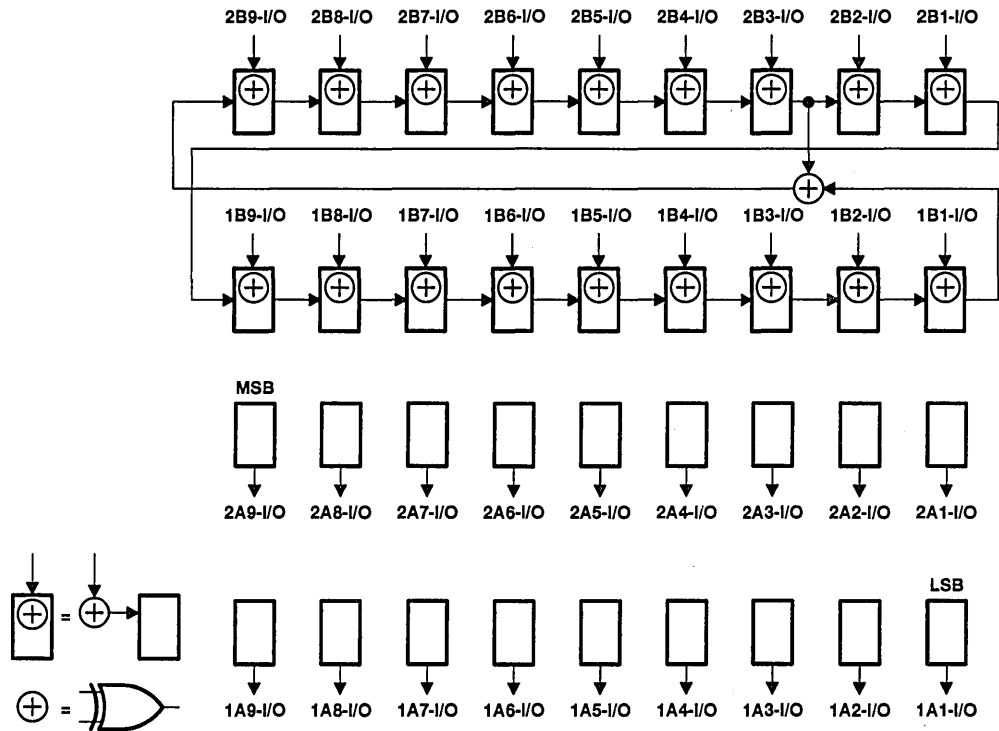 2B9-I/O 2B8-I/O 2B7-I/O 2B6-I/O 2B5-I/O 2B4-I/O 2B3-I/O 2B2-I/O 2B1-I/O
1B9-I/O 1B8-I/O 1B7-I/O 1B6-I/O 1B5-I/O 1B4-I/O 1B3-I/O 1B2-I/O 1B1-I/O
MSB
2A9-I/O 2A8-I/O 2A7-I/O 2A6-I/O 2A5-I/O 2A4-I/O 2A3-I/O 2A2-I/O 2A1-I/O
LSB
=
=
1A9-I/O 1A8-I/O 1A7-I/O 1A6-I/O 1A5-I/O 1A4-I/O 1A3-I/O 1A2-I/O 1A1-I/O